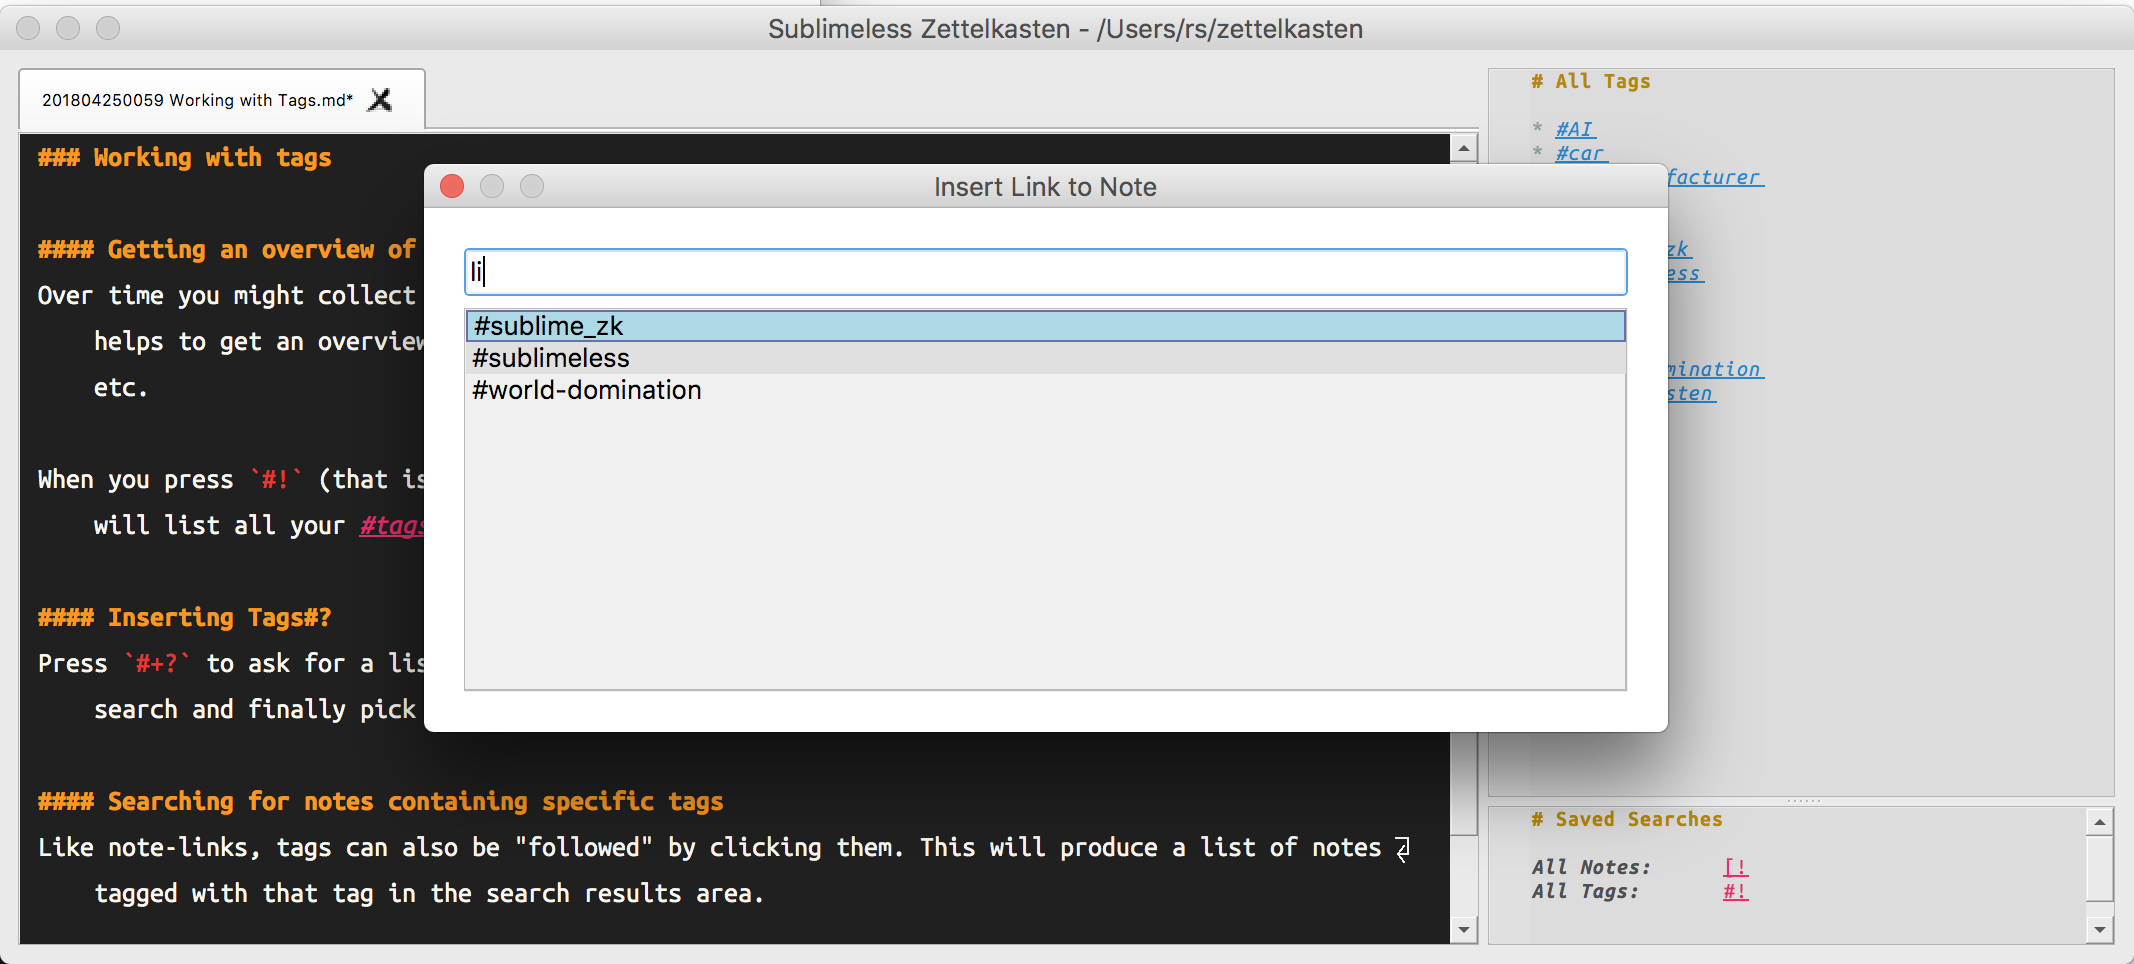 Sublimeless Zettelkasten - /Users/rs/zettelkasten
201804250059 Working with Tags.md*
### Working with tags
#### Getting an overview of
Over time you might collect
helps to get an overview
etc.
When you press `#!` (that is
will list all your #tags
#### Inserting Tags#?
Press `#+?` to ask for a lis
search and finally pick
#### Searching for notes containing specific tags
Like note-links, tags can also be "followed" by clicking them. This will produce a list of notes
tagged with that tag in the search results area.
Insert Link to Note
li
#sublime_zk
#sublimeless
#world-domination
# All Tags
* #AI
* #car
facturer
zk
ess
mination
sten
# Saved Searches
All Notes: [!
All Tags: #!